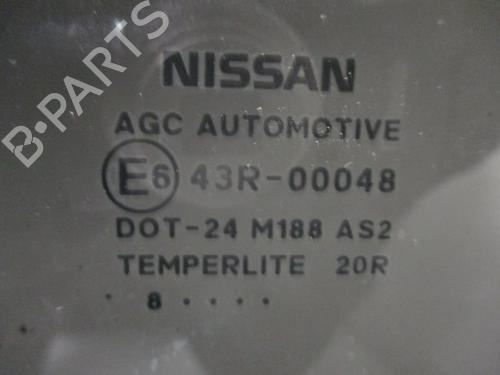 B·PARTS
NISSAN
AGC AUTOMOTIVE
E6 43R-00048
DOT-24 M188 AS2
TEMPERLITE 20R
. 8 . . . .